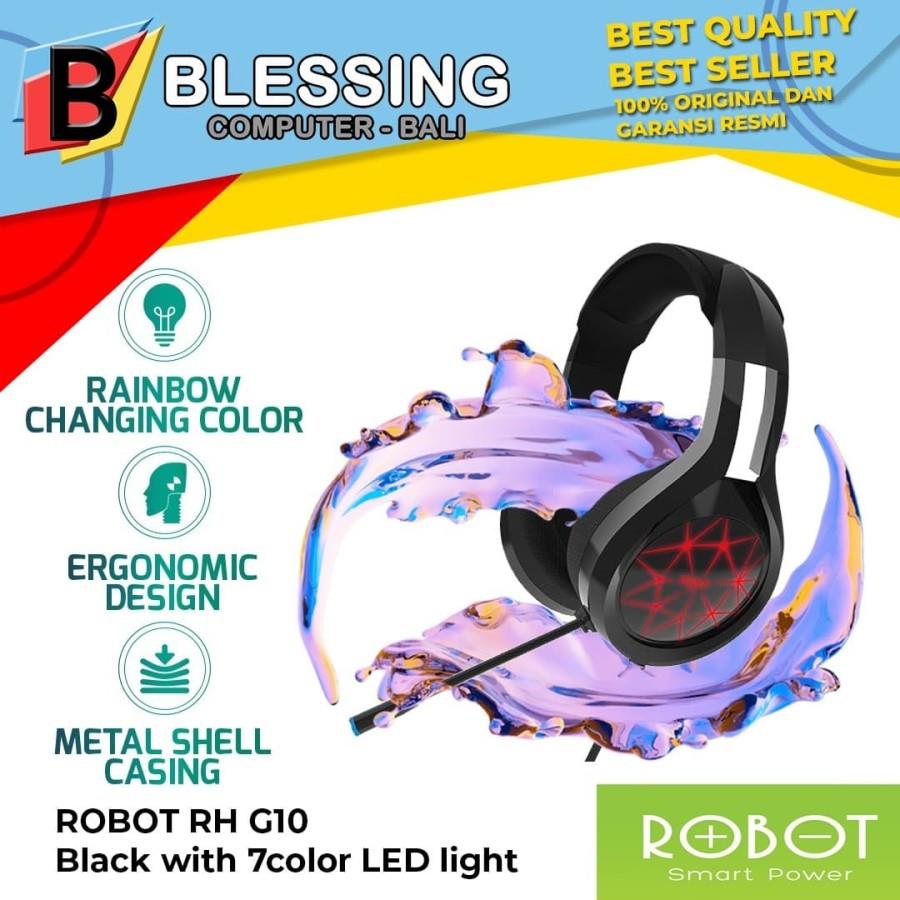 B BLESSING
COMPUTER - BALI
BEST QUALITY
BEST SELLER
100% ORIGINAL DAN
GARANSI RESMI
RAINBOW
CHANGING COLOR
ERGONOMIC
DESIGN
METAL SHELL
CASING
ROBOT RH G10
Black with 7color LED light
ROBOT
Smart Power